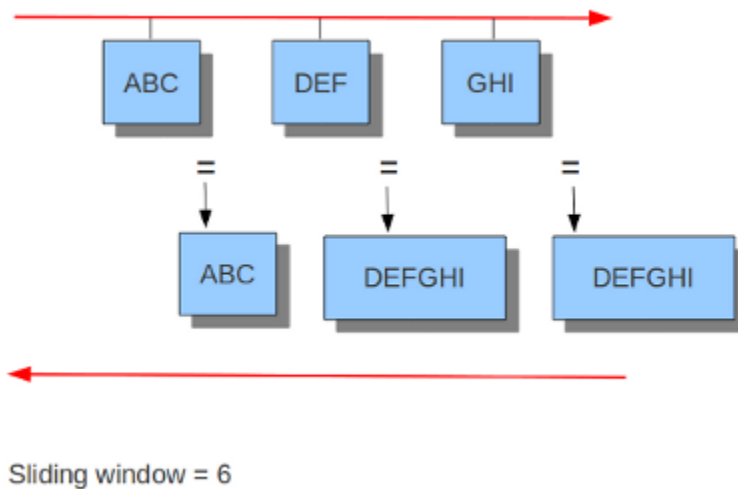 ABC DEF GHI
= = =
ABC DEFGHI DEFGHI
Sliding window = 6